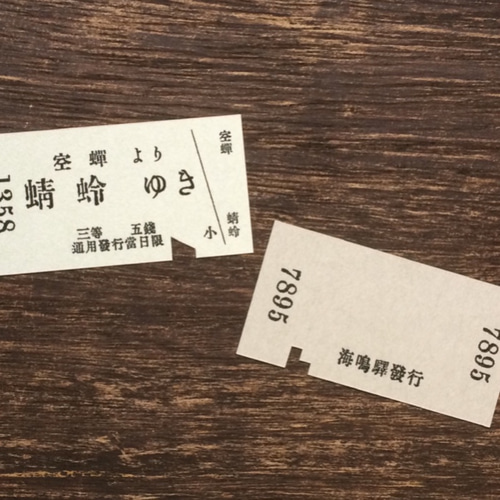 空蟬 より
蜻蛉 ゆき
三等 五錢
通用發行當日限
小
空蟬
蜻蛉
1358
7895
海鳴驛發行
7895